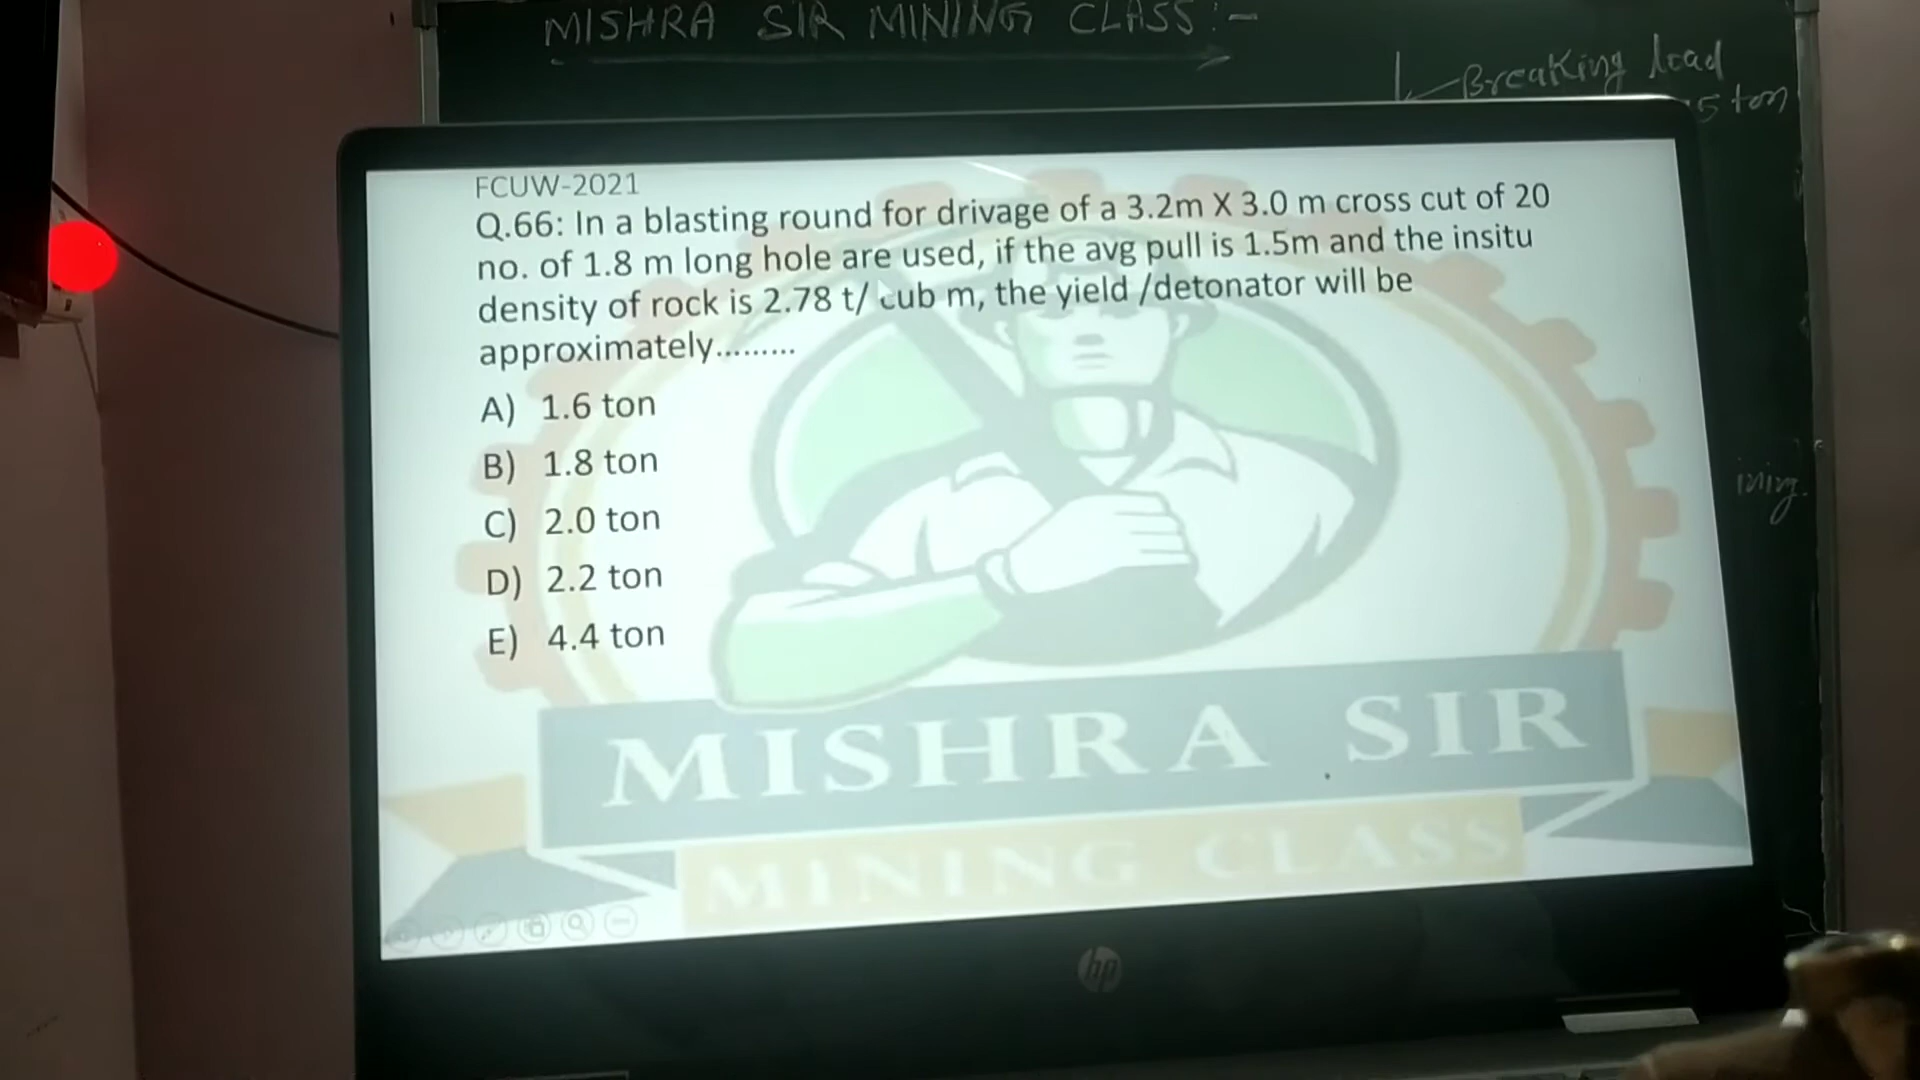 MISHRA SIR MINING CLASS :-
Breaking load
5 ton
FCUW-2021
Q.66: In a blasting round for drivage of a 3.2m X 3.0 m cross cut of 20
no. of 1.8 m long hole are used, if the avg pull is 1.5m and the insitu
density of rock is 2.78 t/ cub m, the yield /detonator will be
approximately.........
A) 1.6 ton
B) 1.8 ton
C) 2.0 ton
D) 2.2 ton
E) 4.4 ton
MISHRA SIR
MINING CLASS
hp